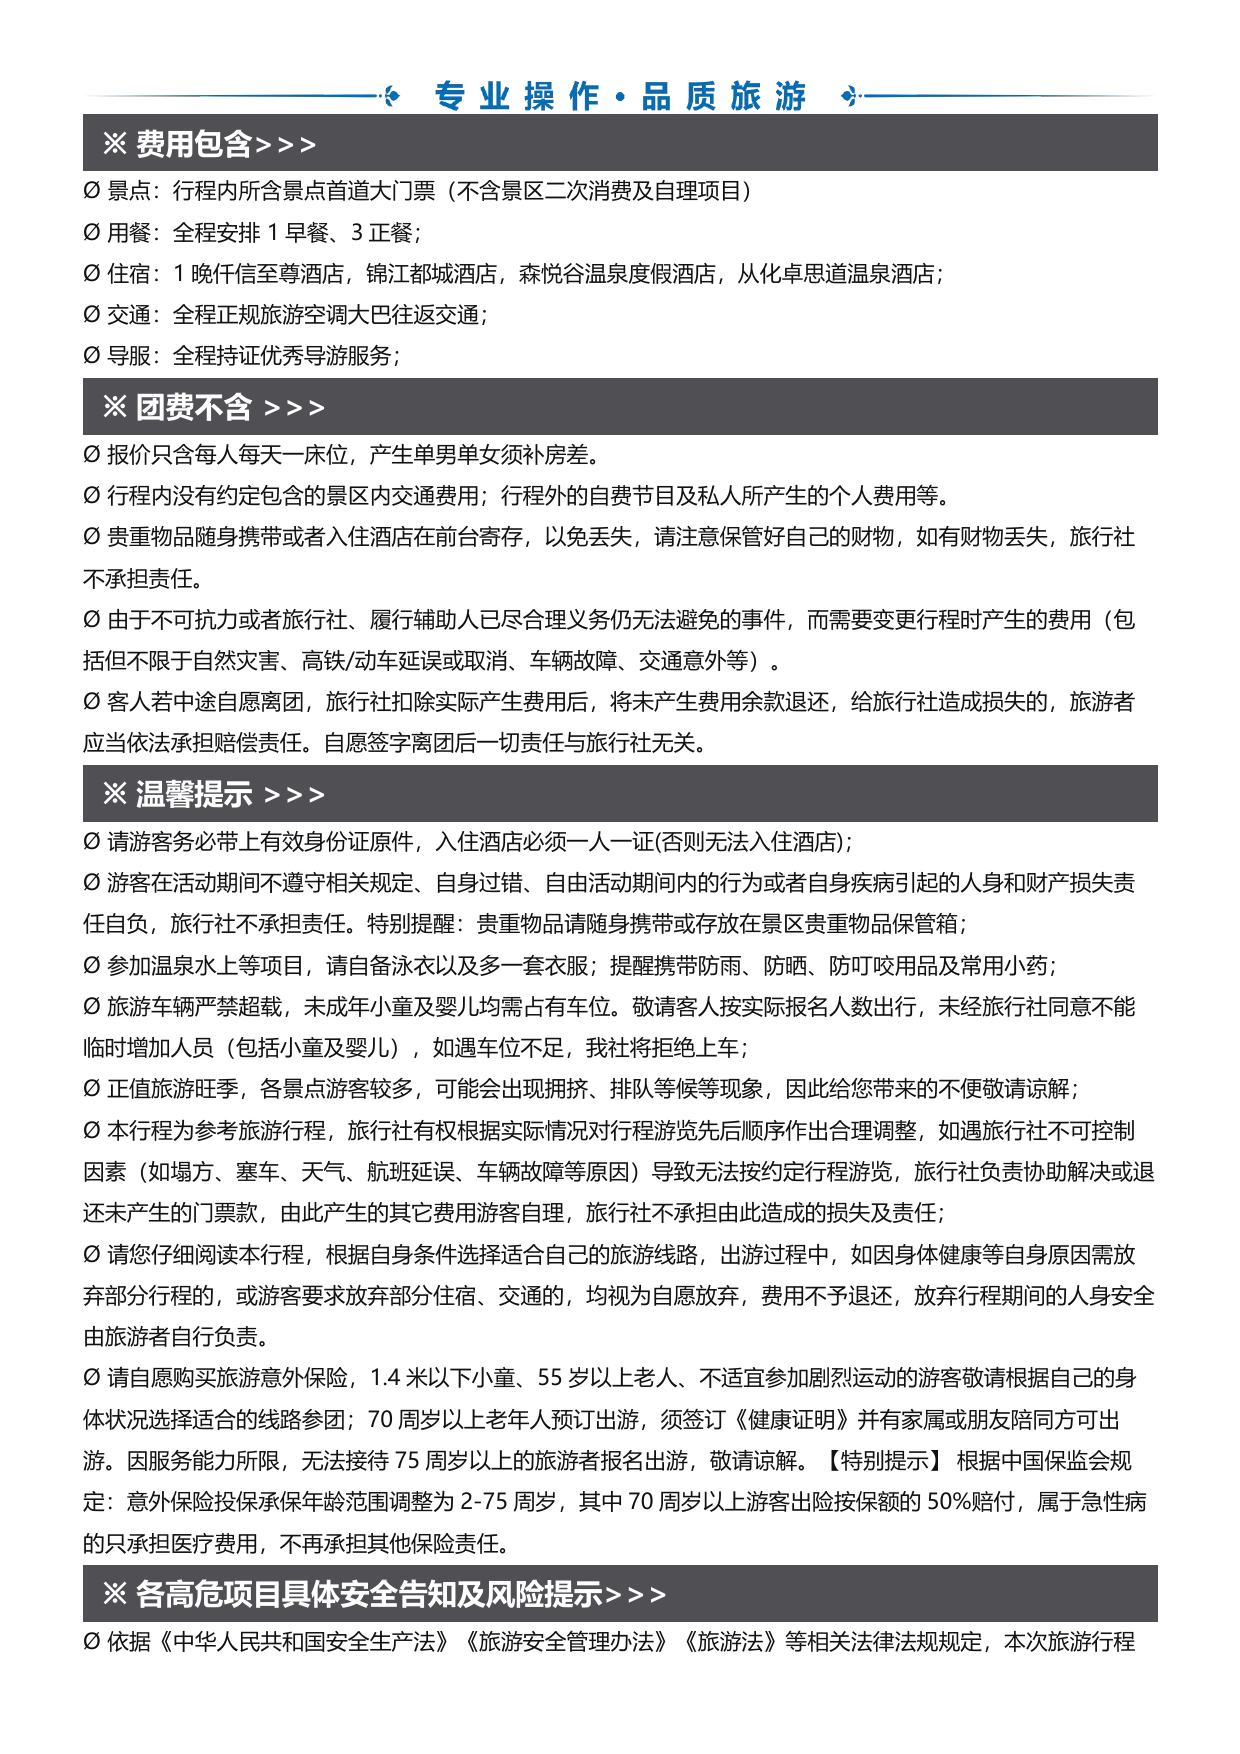 专业操作·品质旅游
※ 费用包含>>>
Ø 景点：行程内所含景点首道大门票（不含景区二次消费及自理项目）
Ø 用餐：全程安排 1 早餐、3 正餐；
Ø 住宿：1 晚仟信至尊酒店，锦江都城酒店，森悦谷温泉度假酒店，从化卓思道温泉酒店；
Ø 交通：全程正规旅游空调大巴往返交通；
Ø 导服：全程持证优秀导游服务；
※ 团费不含 >>>
Ø 报价只含每人每天一床位，产生单男单女须补房差。
Ø 行程内没有约定包含的景区内交通费用；行程外的自费节目及私人所产生的个人费用等。
Ø 贵重物品随身携带或者入住酒店在前台寄存，以免丢失，请注意保管好自己的财物，如有财物丢失，旅行社
不承担责任。
Ø 由于不可抗力或者旅行社、履行辅助人已尽合理义务仍无法避免的事件，而需要变更行程时产生的费用（包
括但不限于自然灾害、高铁/动车延误或取消、车辆故障、交通意外等）。
Ø 客人若中途自愿离团，旅行社扣除实际产生费用后，将未产生费用余款退还，给旅行社造成损失的，旅游者
应当依法承担赔偿责任。自愿签字离团后一切责任与旅行社无关。
※ 温馨提示 >>>
Ø 请游客务必带上有效身份证原件，入住酒店必须一人一证(否则无法入住酒店)；
Ø 游客在活动期间不遵守相关规定、自身过错、自由活动期间内的行为或者自身疾病引起的人身和财产损失责
任自负，旅行社不承担责任。特别提醒：贵重物品请随身携带或存放在景区贵重物品保管箱；
Ø 参加温泉水上等项目，请自备泳衣以及多一套衣服；提醒携带防雨、防晒、防叮咬用品及常用小药；
Ø 旅游车辆严禁超载，未成年小童及婴儿均需占有车位。敬请客人按实际报名人数出行，未经旅行社同意不能
临时增加人员（包括小童及婴儿），如遇车位不足，我社将拒绝上车；
Ø 正值旅游旺季，各景点游客较多，可能会出现拥挤、排队等候等现象，因此给您带来的不便敬请谅解；
Ø 本行程为参考旅游行程，旅行社有权根据实际情况对行程游览先后顺序作出合理调整，如遇旅行社不可控制
因素（如塌方、塞车、天气、航班延误、车辆故障等原因）导致无法按约定行程游览，旅行社负责协助解决或退
还未产生的门票款，由此产生的其它费用游客自理，旅行社不承担由此造成的损失及责任；
Ø 请您仔细阅读本行程，根据自身条件选择适合自己的旅游线路，出游过程中，如因身体健康等自身原因需放
弃部分行程的，或游客要求放弃部分住宿、交通的，均视为自愿放弃，费用不予退还，放弃行程期间的人身安全
由旅游者自行负责。
Ø 请自愿购买旅游意外保险，1.4 米以下小童、55 岁以上老人、不适宜参加剧烈运动的游客敬请根据自己的身
体状况选择适合的线路参团；70 周岁以上老年人预订出游，须签订《健康证明》并有家属或朋友陪同方可出
游。因服务能力所限，无法接待 75 周岁以上的旅游者报名出游，敬请谅解。【特别提示】 根据中国保监会规
定：意外保险投保承保年龄范围调整为 2-75 周岁，其中 70 周岁以上游客出险按保额的 50%赔付，属于急性病
的只承担医疗费用，不再承担其他保险责任。
※ 各高危项目具体安全告知及风险提示>>>
Ø 依据《中华人民共和国安全生产法》《旅游安全管理办法》《旅游法》等相关法律法规规定，本次旅游行程